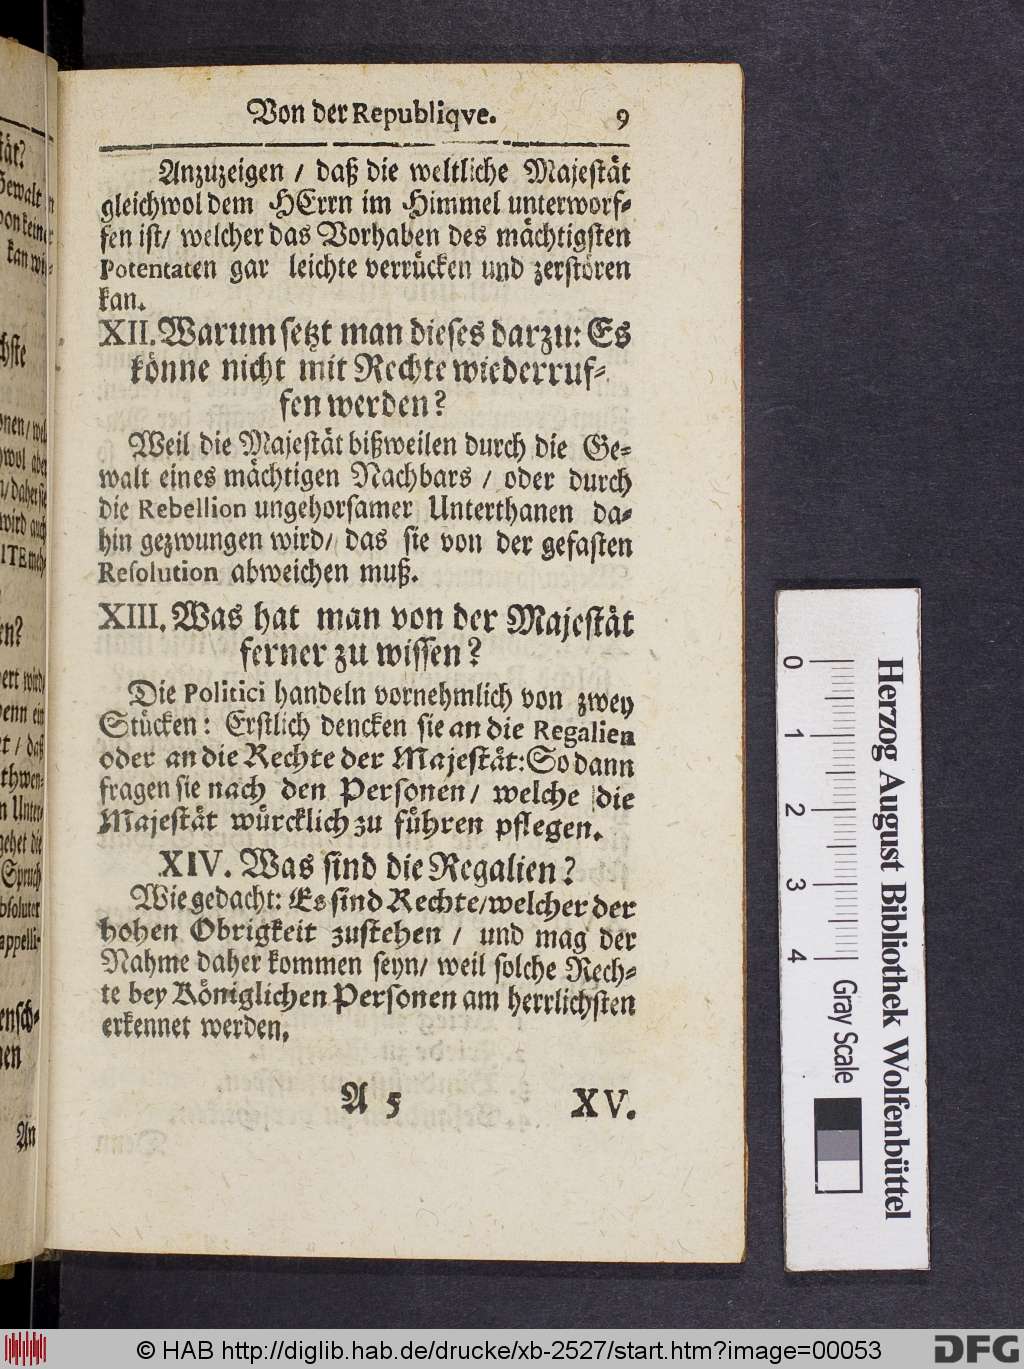 Von der Republiqve. 9
Anzuzeigen / daß die weltliche Majestät
gleichwol dem HErrn im Himmel unterworf-
fen ist/ welcher das Vorhaben des mächtigsten
Potentaten gar leichte verrücken und zerstören
kan.
XII. Warum setzt man dieses darzu: Es
könne nicht mit Rechte wiederruf-
fen werden?
Weil die Majestät bißweilen durch die Ge-
walt eines mächtigen Nachbars / oder durch
die Rebellion ungehorsamer Unterthanen da-
hin gezwungen wird/ das sie von der gefasten
Resolution abweichen muß.
XIII. Was hat man von der Majestät
ferner zu wissen?
Die Politici handeln vornehmlich von zwey
Stücken: Erstlich dencken sie an die Regalien
oder an die Rechte der Majestät: So dann
fragen sie nach den Personen/ welche die
Majestät würcklich zu führen pflegen.
XIV. Was sind die Regalien?
Wie gedacht: Es sind Rechte/welcher der
hohen Obrigkeit zustehen / und mag der
Nahme daher kommen seyn/ weil solche Rech-
te bey Königlichen Personen am herrlichsten
erkennet werden.
A 5 XV.
Herzog August Bibliothek Wolfenbüttel
0 1 2 3 4 Gray Scale
© HAB http://diglib.hab.de/drucke/xb-2527/start.htm?image=00053
DFG